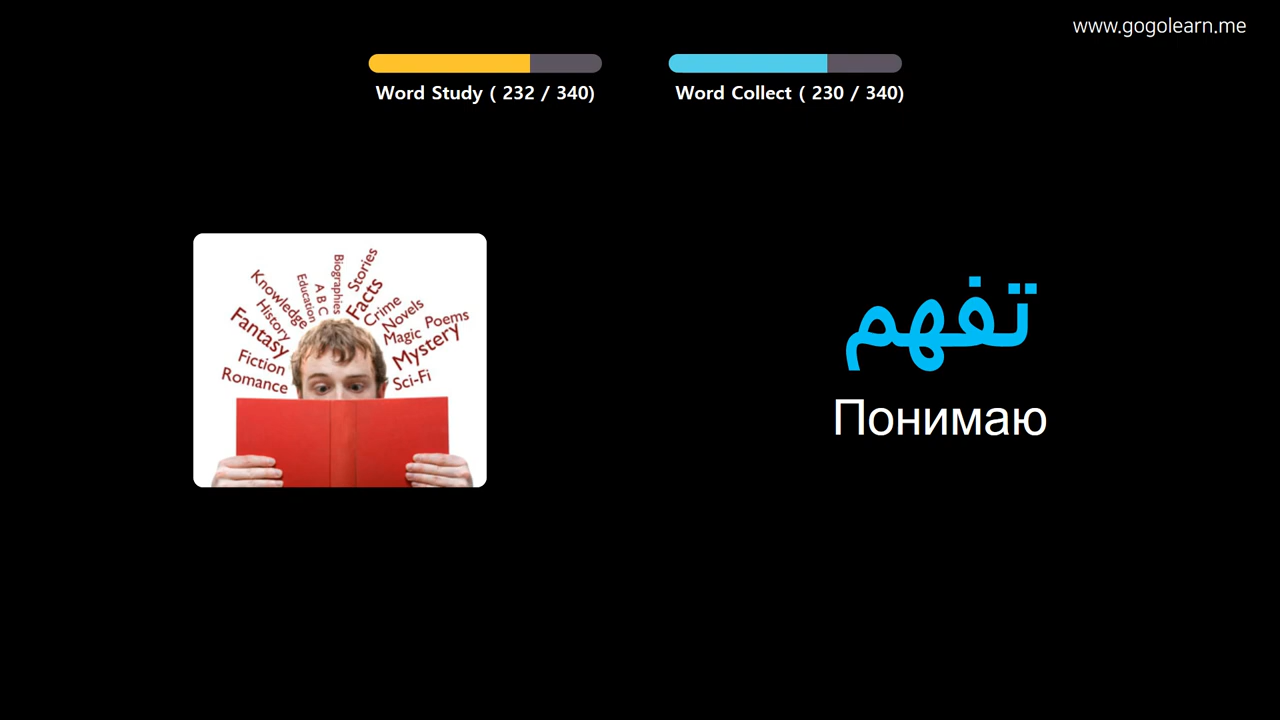 www.gogolearn.me
Word Study ( 232 / 340)
Word Collect ( 230 / 340)
Knowledge
History
Fantasy
Fiction
Romance
Education
A B C
Biographies
Stories
Facts
Crime
Novels
Magic
Poems
Mystery
Sci-Fi
تفهم
Понимаю